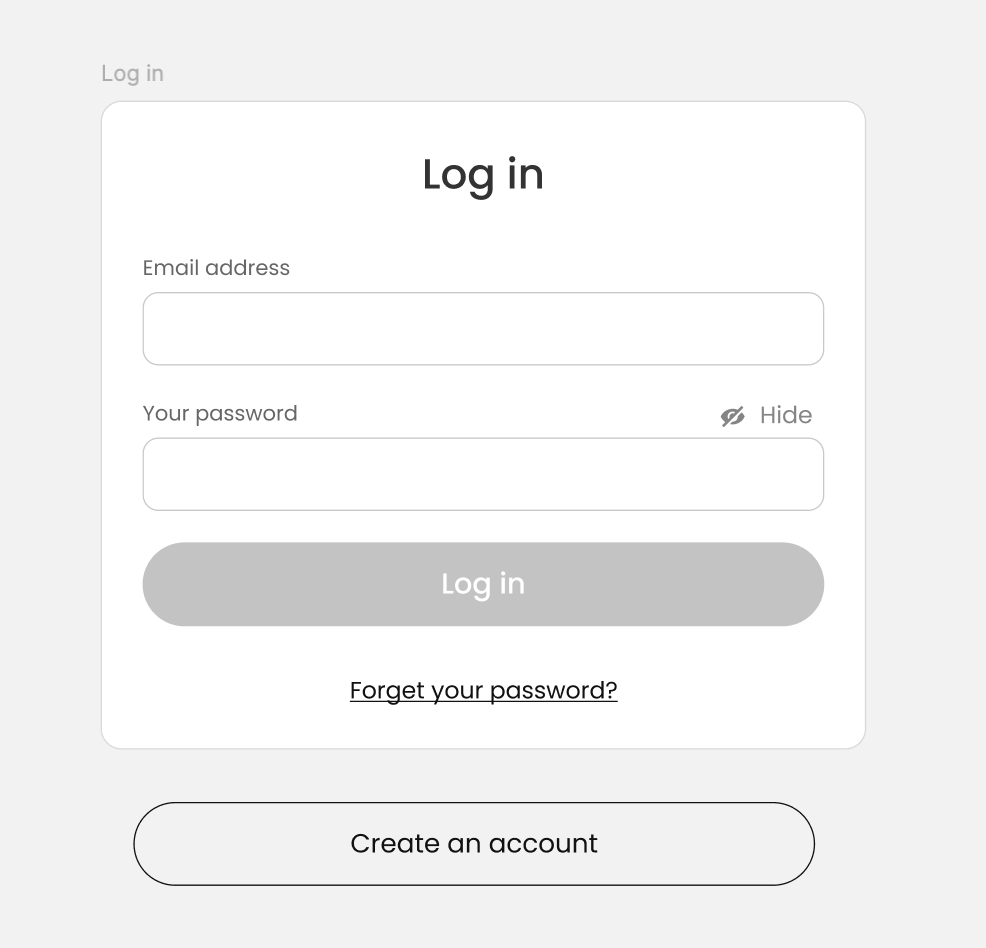 Log in
Log in
Email address
Your password
Hide
Log in
Forget your password?
Create an account